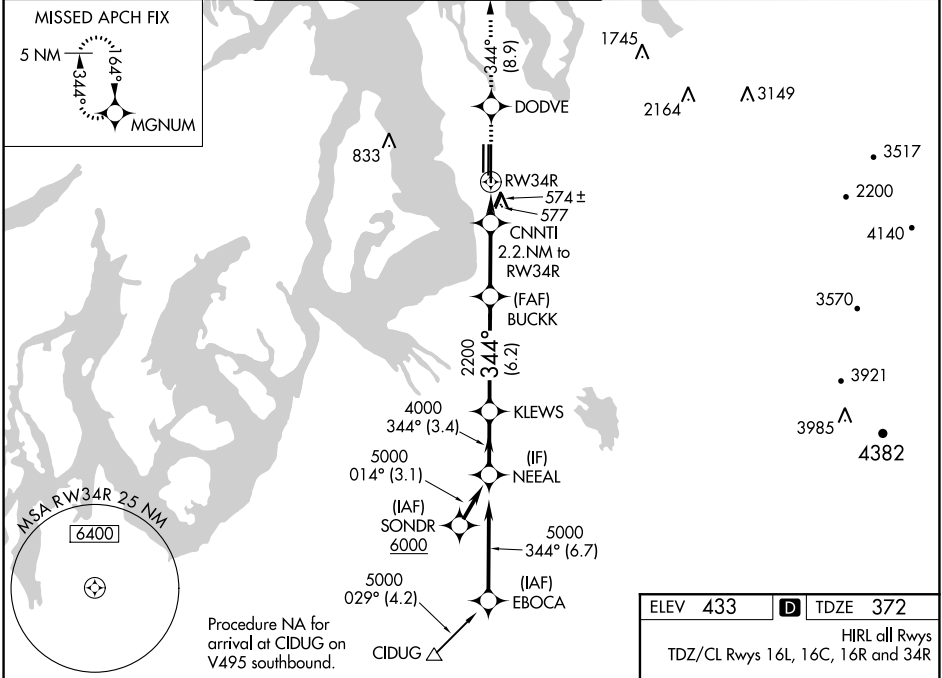 MISSED APCH FIX
5 NM
344°
164°
MGNUM
344°
(8.9)
DODVE
1745
2164
3149
833
3517
2200
4140
RW34R
574 ±
577
CNNTI
2.2.NM to
RW34R
3570
(FAF)
BUCKK
2200
344°
(6.2)
3921
3985
4382
KLEWS
4000
344° (3.4)
(IF)
NEEAL
5000
014° (3.1)
(IAF)
SONDR
6000
5000
344° (6.7)
(IAF)
EBOCA
5000
029° (4.2)
CIDUG
MSA RW34R 25 NM
6400
Procedure NA for
arrival at CIDUG on
V495 southbound.
ELEV 433 D TDZE 372
HIRL all Rwys
TDZ/CL Rwys 16L, 16C, 16R and 34R